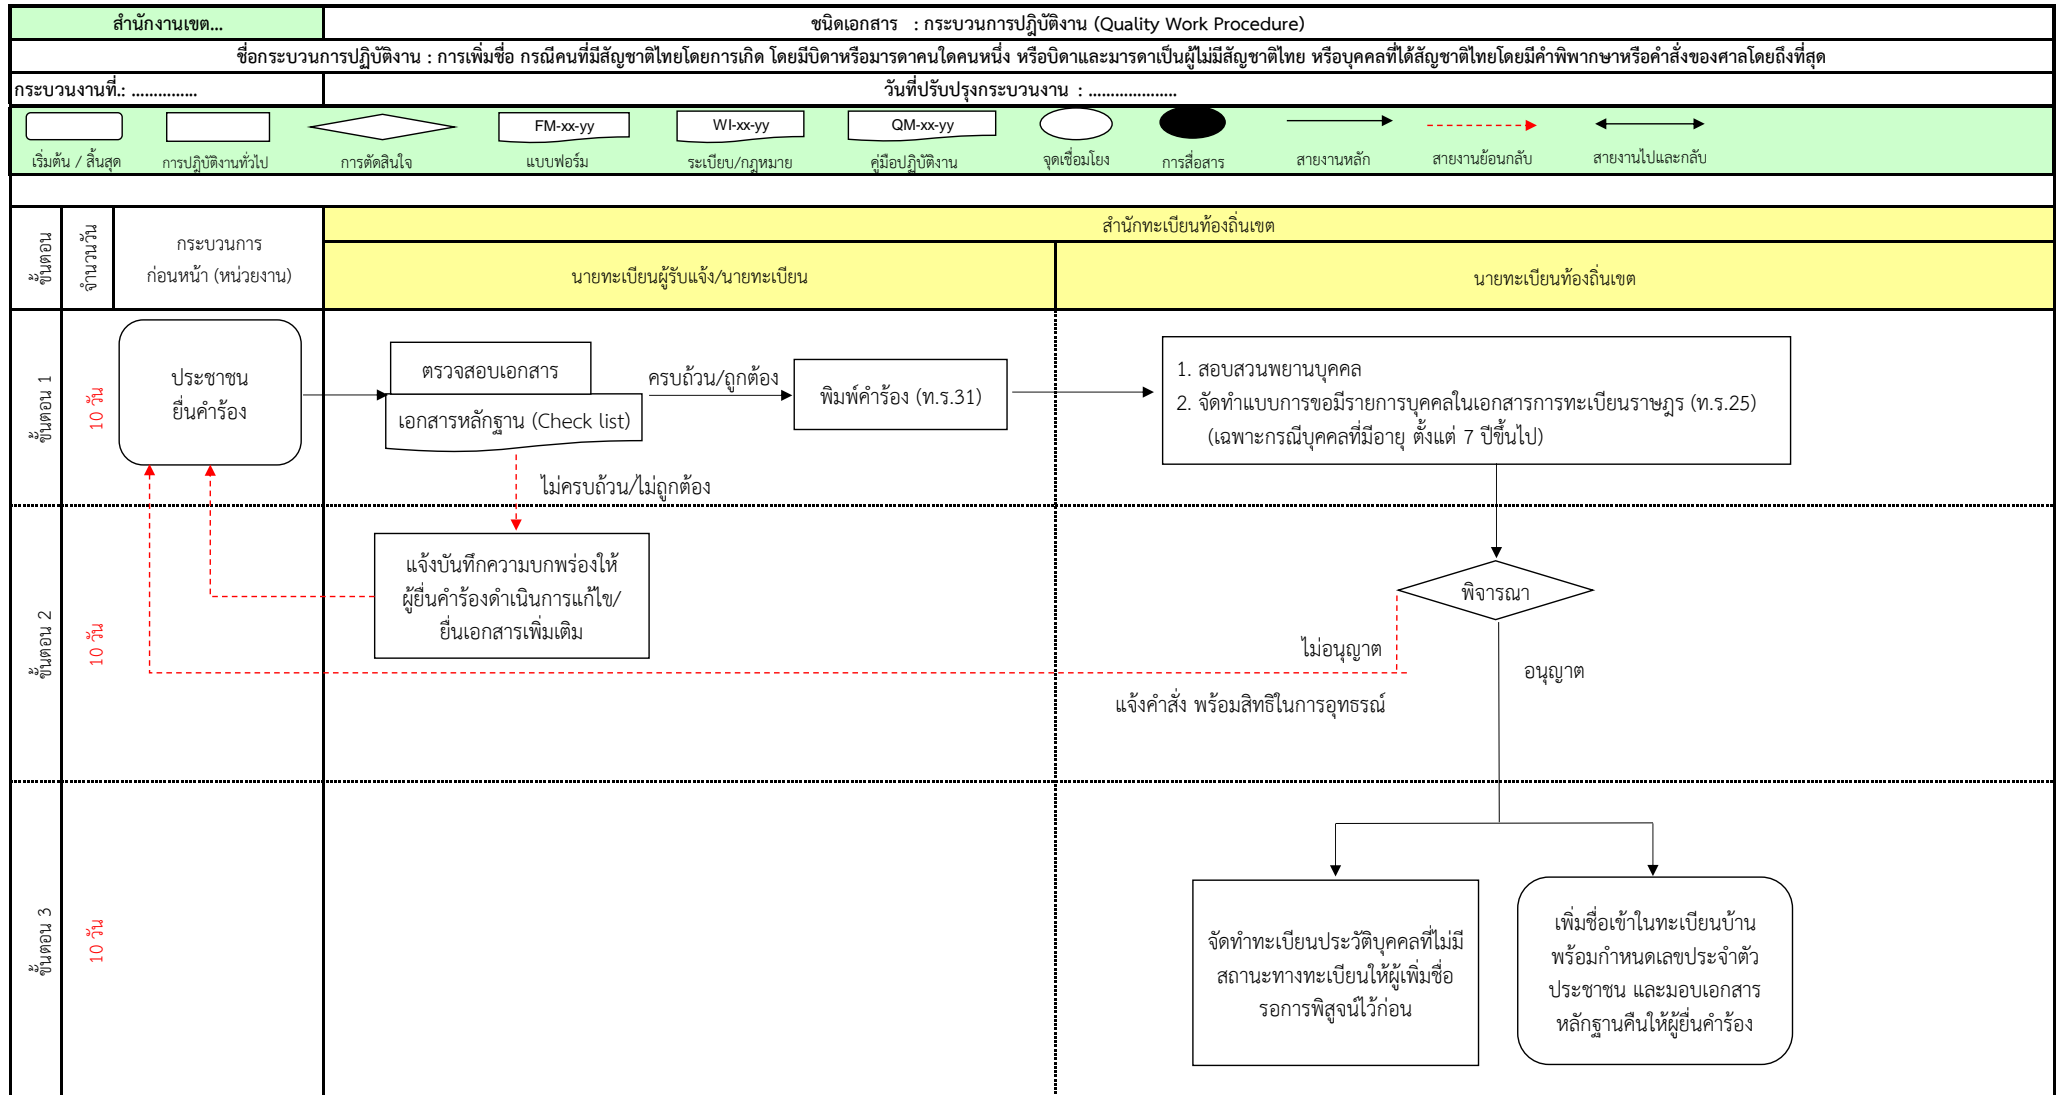 สำนักงานเขต...
ชนิดเอกสาร : กระบวนการปฏิบัติงาน (Quality Work Procedure)
ชื่อกระบวนการปฏิบัติงาน : การเพิ่มชื่อ กรณีคนที่มีสัญชาติไทยโดยการเกิด โดยมีบิดาหรือมารดาคนใดคนหนึ่ง หรือบิดาและมารดาเป็นผู้ไม่มีสัญชาติไทย หรือบุคคลที่ได้สัญชาติไทยโดยมีคำพิพากษาหรือคำสั่งของศาลโดยถึงที่สุด
กระบวนงานที่.: ...............
วันที่ปรับปรุงกระบวนงาน : ....................
FM-xx-yy
WI-xx-yy
QM-xx-yy
เริ่มต้น / สิ้นสุด
การปฏิบัติงานทั่วไป
การตัดสินใจ
แบบฟอร์ม
ระเบียบ/กฎหมาย
คู่มือปฏิบัติงาน
จุดเชื่อมโยง
การสื่อสาร
สายงานหลัก
สายงานย้อนกลับ
สายงานไปและกลับ
ขั้นตอน
จำนวนวัน
กระบวนการ
ก่อนหน้า (หน่วยงาน)
สำนักทะเบียนท้องถิ่นเขต
นายทะเบียนผู้รับแจ้ง/นายทะเบียน
นายทะเบียนท้องถิ่นเขต
ขั้นตอน 1
10 วัน
ประชาชน
ยื่นคำร้อง
ตรวจสอบเอกสาร
เอกสารหลักฐาน (Check list)
ครบถ้วน/ถูกต้อง
พิมพ์คำร้อง (ท.ร.31)
1. สอบสวนพยานบุคคล
2. จัดทำแบบการขอมีรายการบุคคลในเอกสารการทะเบียนราษฎร (ท.ร.25)
(เฉพาะกรณีบุคคลที่มีอายุ ตั้งแต่ 7 ปีขึ้นไป)
ไม่ครบถ้วน/ไม่ถูกต้อง
ขั้นตอน 2
10 วัน
แจ้งบันทึกความบกพร่องให้
ผู้ยื่นคำร้องดำเนินการแก้ไข/
ยื่นเอกสารเพิ่มเติม
พิจารณา
ไม่อนุญาต
อนุญาต
แจ้งคำสั่ง พร้อมสิทธิในการอุทธรณ์
ขั้นตอน 3
10 วัน
จัดทำทะเบียนประวัติบุคคลที่ไม่มี
สถานะทางทะเบียนให้ผู้เพิ่มชื่อ
รอการพิสูจน์ไว้ก่อน
เพิ่มชื่อเข้าในทะเบียนบ้าน
พร้อมกำหนดเลขประจำตัว
ประชาชน และมอบเอกสาร
หลักฐานคืนให้ผู้ยื่นคำร้อง